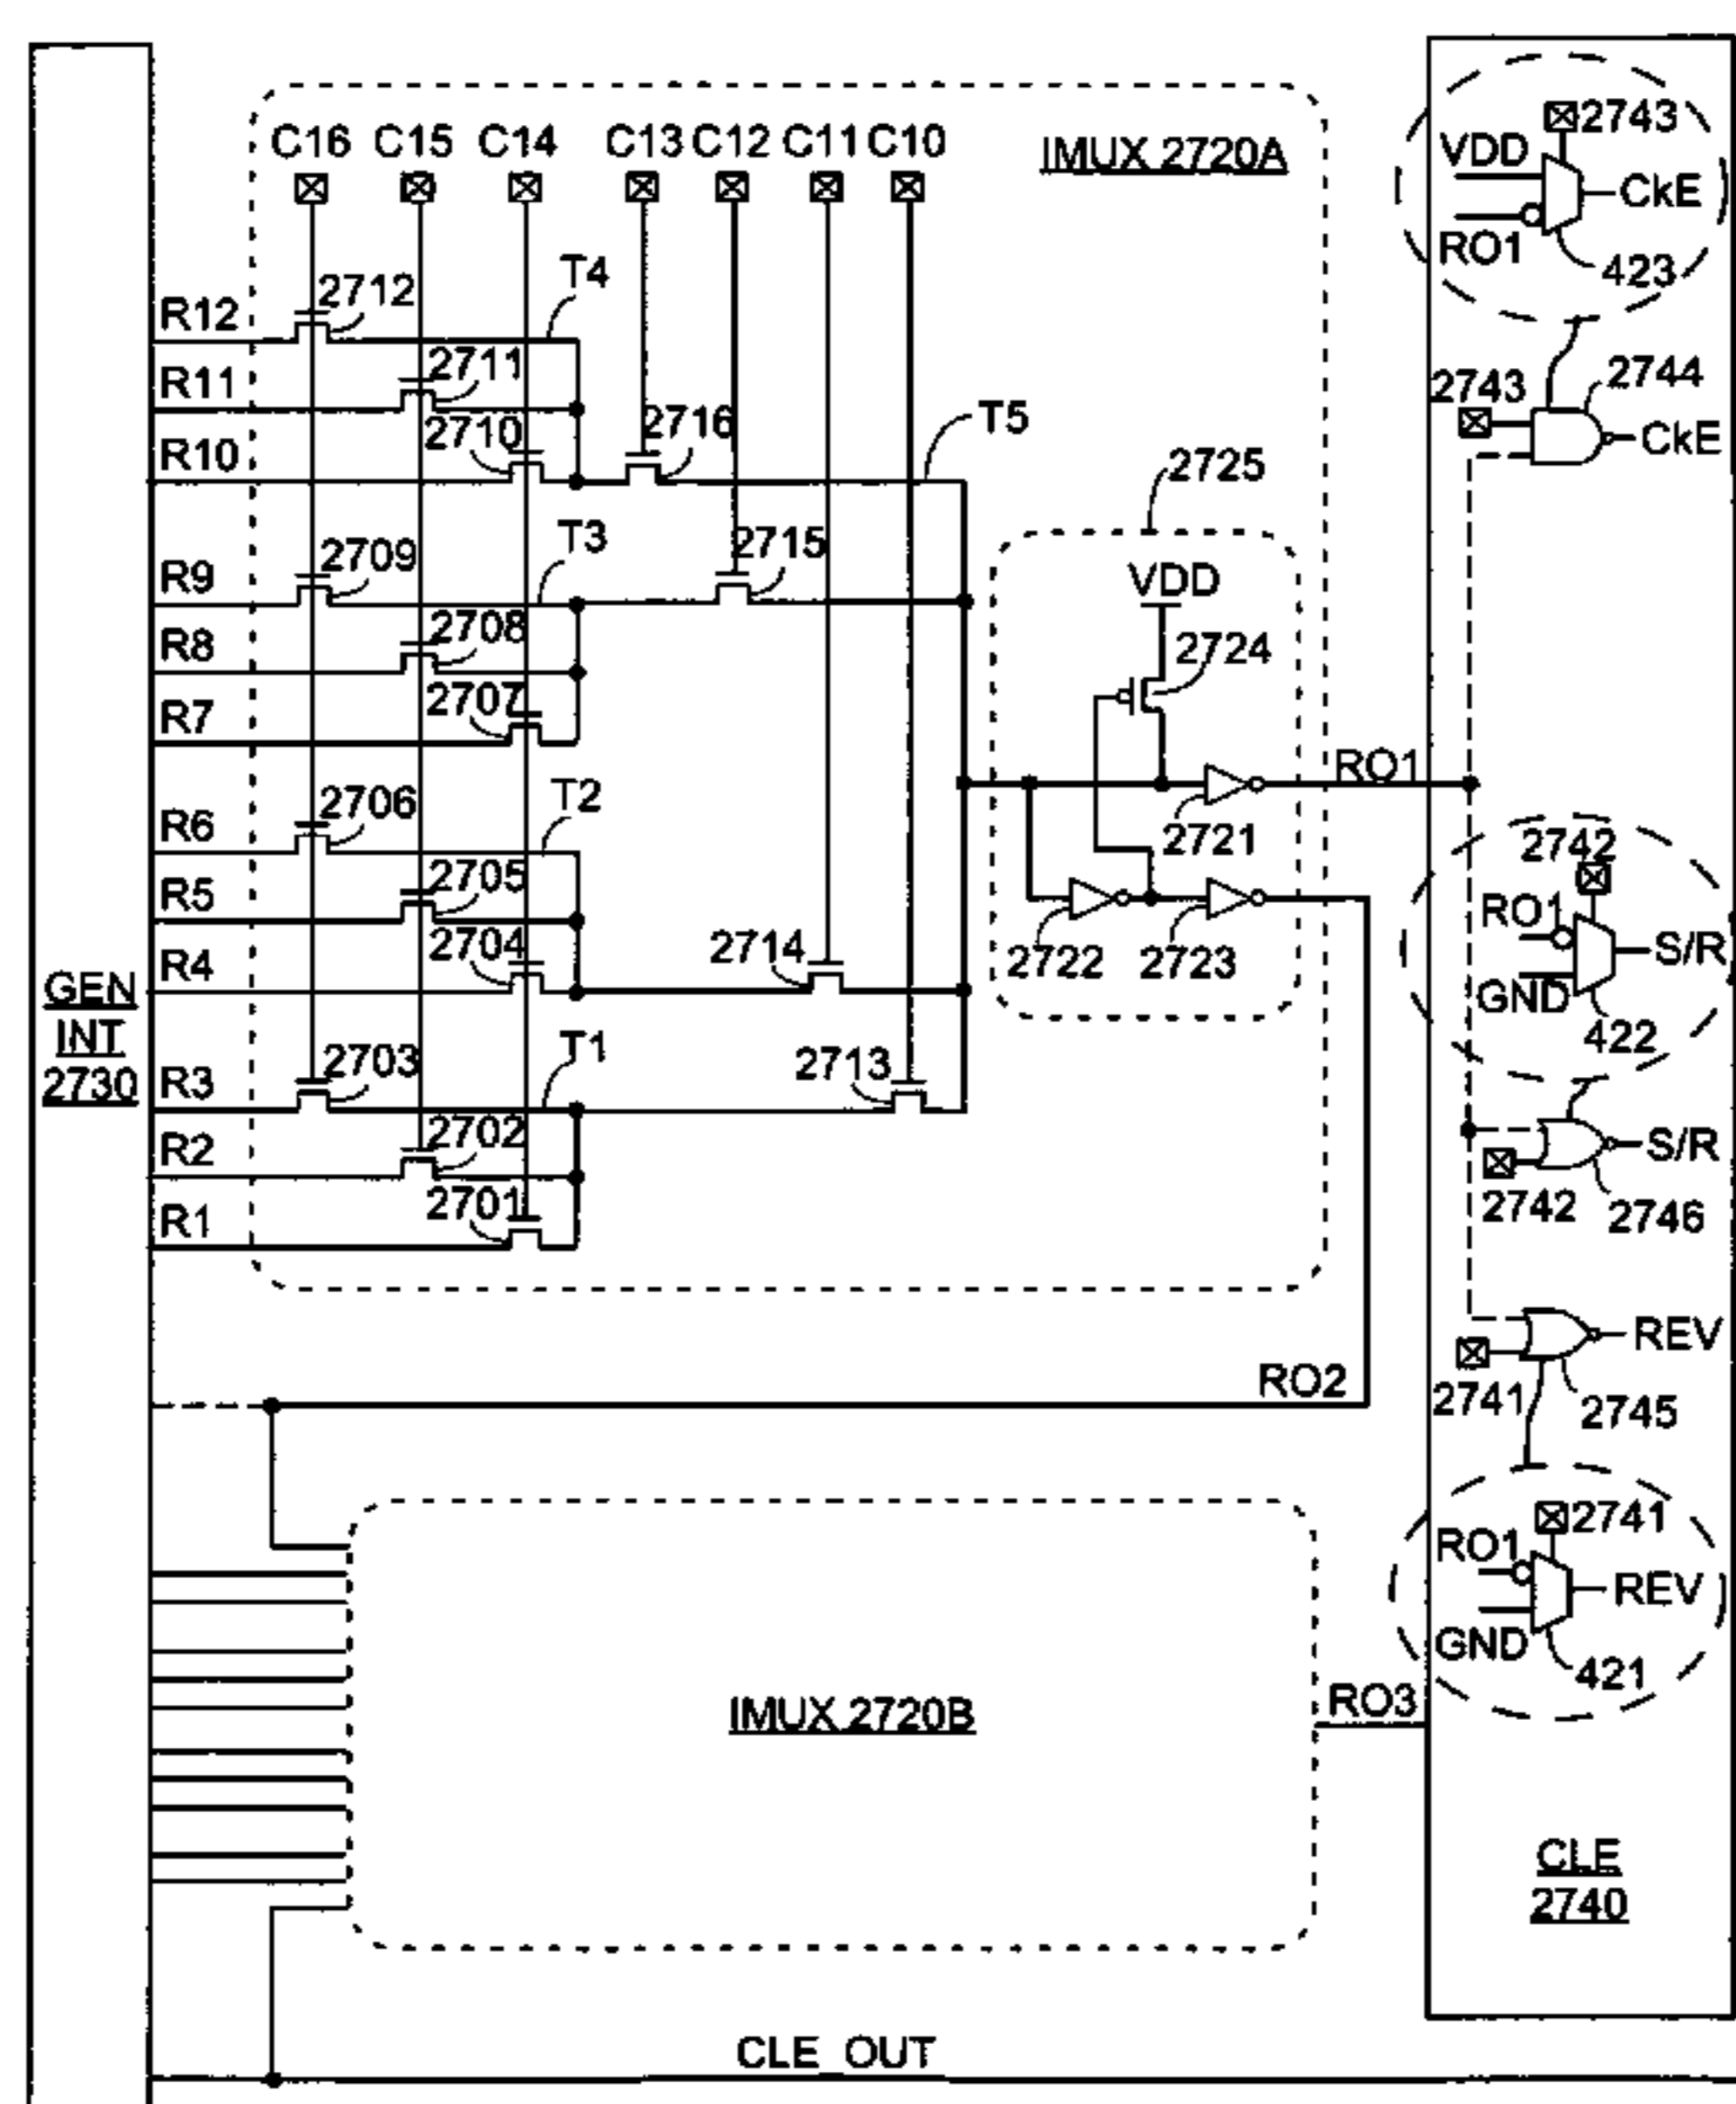 C16 C15 C14 C13 C12 C11 C10
IMUX 2720A
2743
VDD
CkE
RO1
423
R12
2712
T4
R11
2711
2743
2744
CkE
R10
2710
2716
T5
2725
R9
2709
T3
2715
VDD
R8
2708
2724
R7
2707
RO1
R6
2706
T2
2721
2742
R5
2705
RO1
S/R
R4
2704
2714
2722
2723
GND
422
GEN
INT
2730
R3
2703
T1
2713
R2
2702
S/R
R1
2701
2742
2746
REV
RO2
2741
2745
2741
RO1
REV
GND
421
IMUX 2720B
RO3
CLE
2740
CLE_OUT